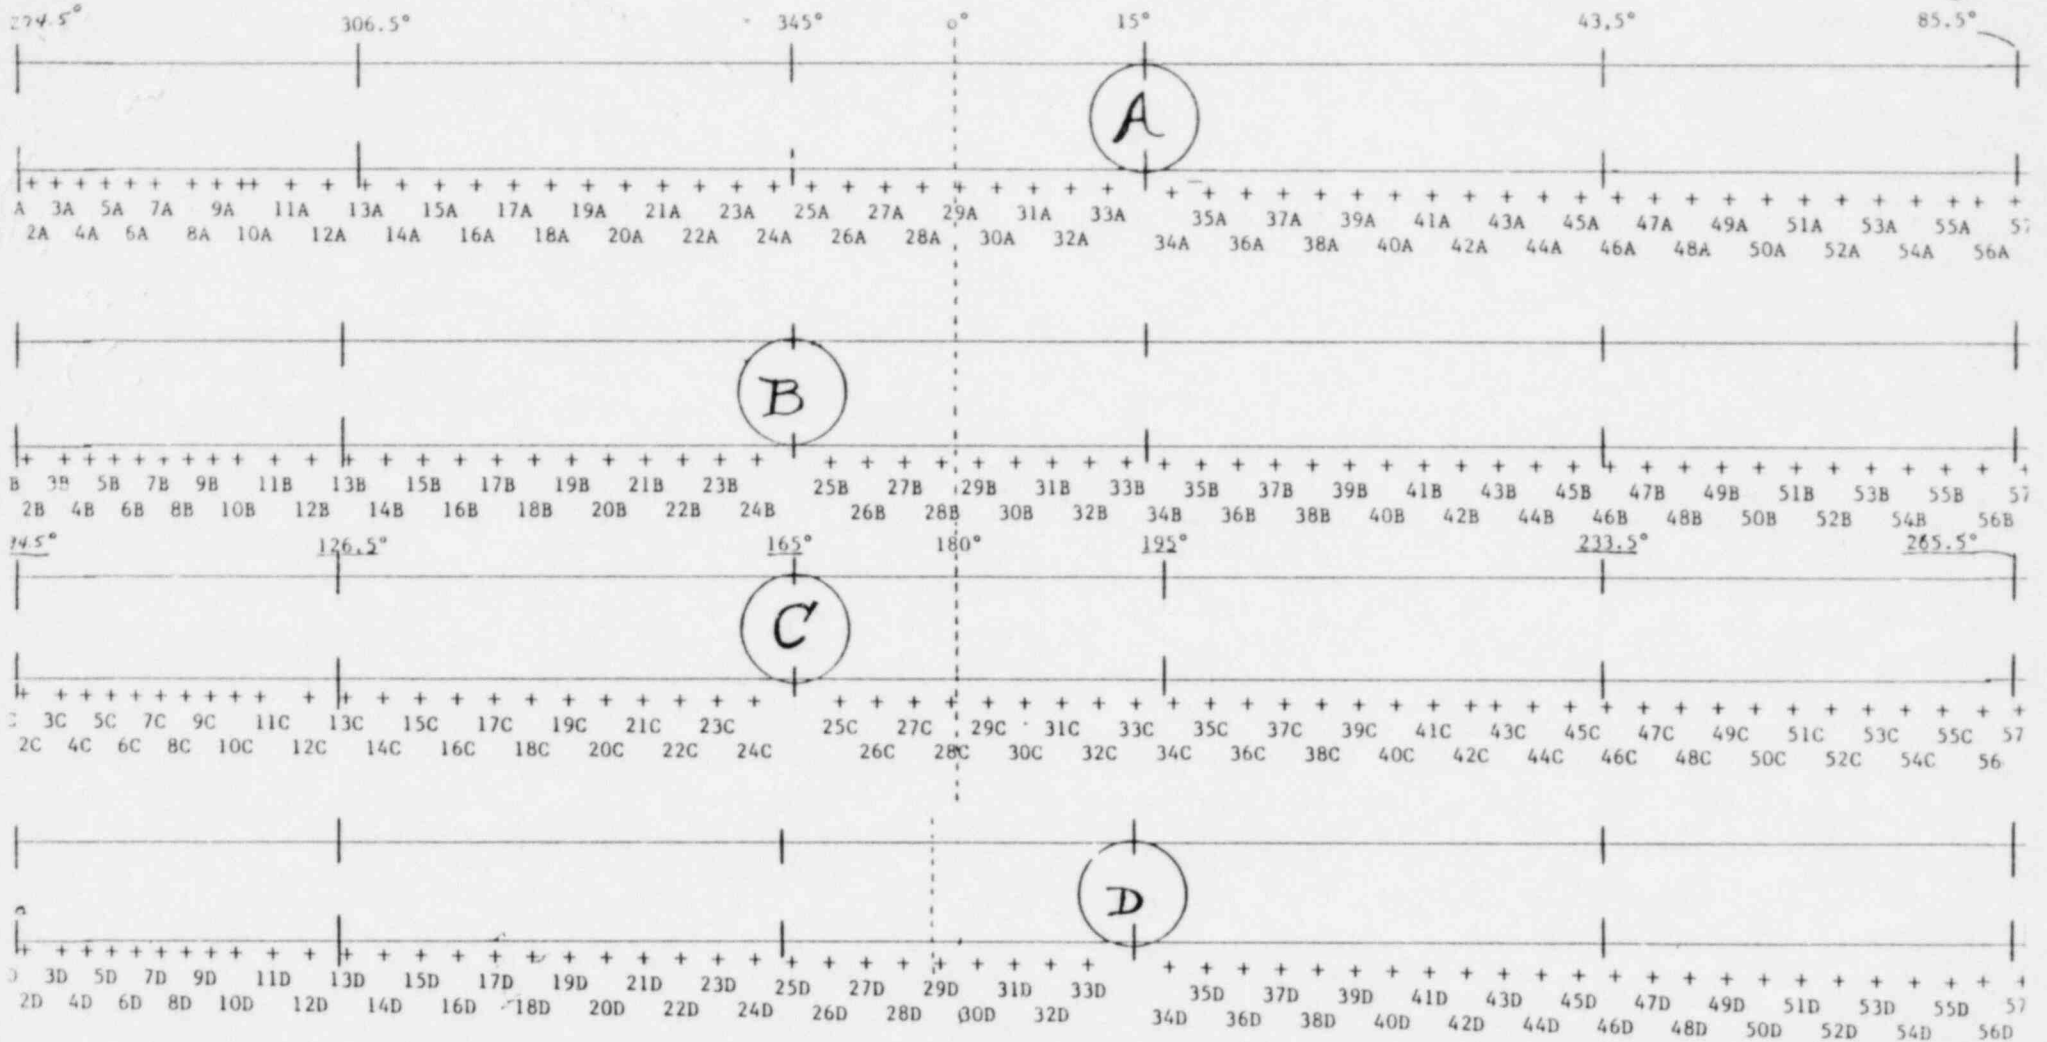 274.5° 306.5° 345° 0° 15° 43.5° 85.5°
A
A 3A 5A 7A 9A 11A 13A 15A 17A 19A 21A 23A 25A 27A 29A 31A 33A 35A 37A 39A 41A 43A 45A 47A 49A 51A 53A 55A 57
2A 4A 6A 8A 10A 12A 14A 16A 18A 20A 22A 24A 26A 28A 30A 32A 34A 36A 38A 40A 42A 44A 46A 48A 50A 52A 54A 56A
B
B 3B 5B 7B 9B 11B 13B 15B 17B 19B 21B 23B 25B 27B 29B 31B 33B 35B 37B 39B 41B 43B 45B 47B 49B 51B 53B 55B 57
2B 4B 6B 8B 10B 12B 14B 16B 18B 20B 22B 24B 26B 28B 30B 32B 34B 36B 38B 40B 42B 44B 46B 48B 50B 52B 54B 56B
94.5° 126.5° 165° 180° 195° 233.5° 265.5°
C
C 3C 5C 7C 9C 11C 13C 15C 17C 19C 21C 23C 25C 27C 29C 31C 33C 35C 37C 39C 41C 43C 45C 47C 49C 51C 53C 55C 57
2C 4C 6C 8C 10C 12C 14C 16C 18C 20C 22C 24C 26C 28C 30C 32C 34C 36C 38C 40C 42C 44C 46C 48C 50C 52C 54C 56
D
D 3D 5D 7D 9D 11D 13D 15D 17D 19D 21D 23D 25D 27D 29D 31D 33D 35D 37D 39D 41D 43D 45D 47D 49D 51D 53D 55D 57
2D 4D 6D 8D 10D 12D 14D 16D 18D 20D 22D 24D 26D 28D 30D 32D 34D 36D 38D 40D 42D 44D 46D 48D 50D 52D 54D 56D